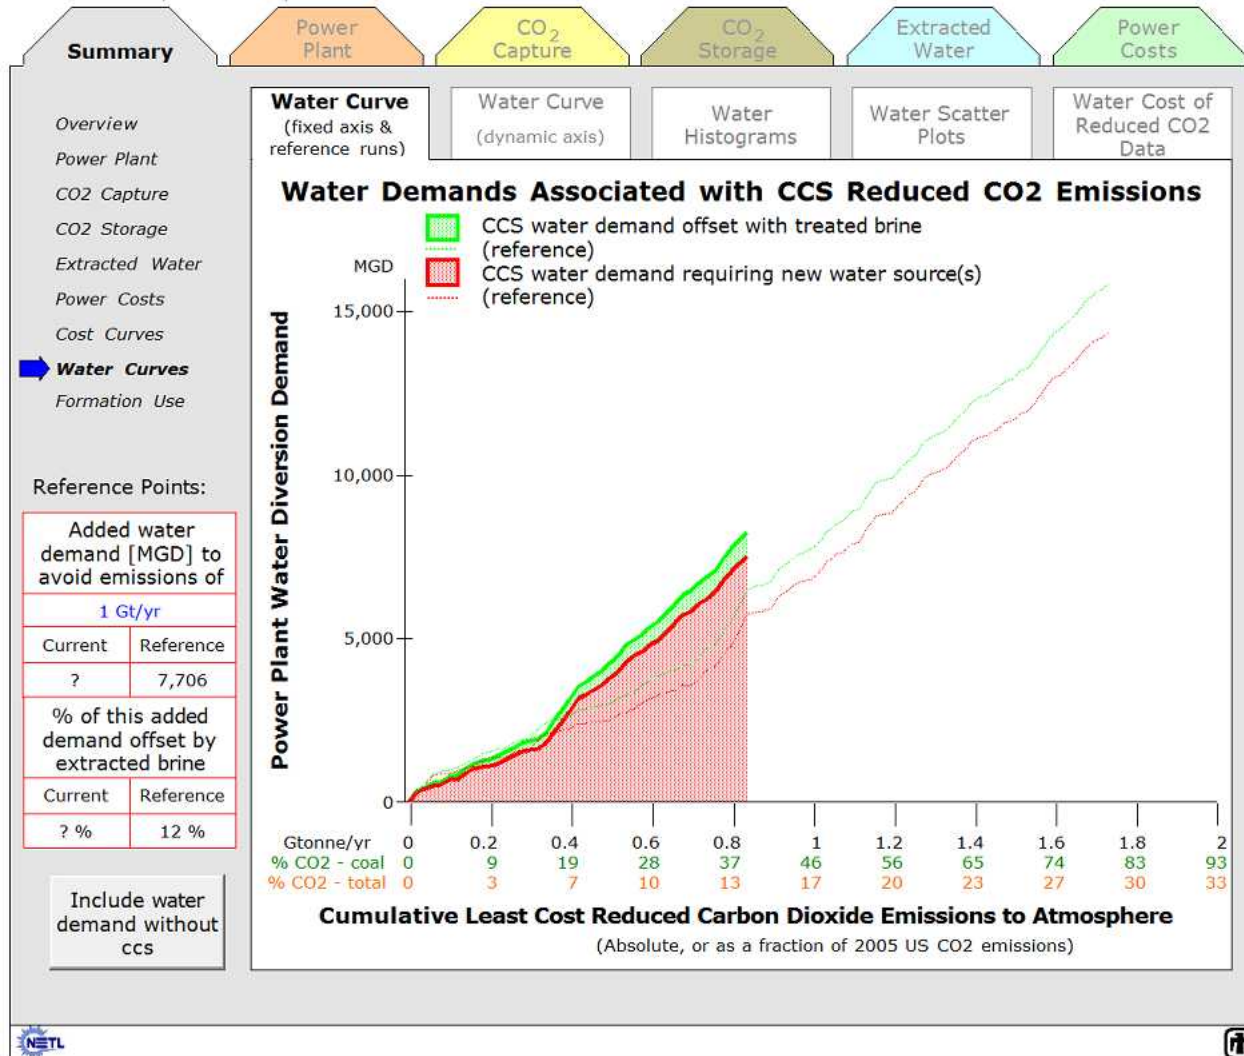 Summary
Power
Plant
CO2
Capture
CO2
Storage
Extracted
Water
Power
Costs
Overview
Power Plant
CO2 Capture
CO2 Storage
Extracted Water
Power Costs
Cost Curves
Water Curves
Formation Use
Reference Points:
Added water
demand [MGD] to
avoid emissions of
1 Gt/yr
Current Reference
? 7,706
% of this added
demand offset by
extracted brine
Current Reference
? % 12 %
Include water
demand without
ccs
Water Curve
(fixed axis &
reference runs)
Water Curve
(dynamic axis)
Water
Histograms
Water Scatter
Plots
Water Cost of
Reduced CO2
Data
Water Demands Associated with CCS Reduced CO2 Emissions
CCS water demand offset with treated brine
(reference)
CCS water demand requiring new water source(s)
(reference)
MGD
Power Plant Water Diversion Demand
15,000
10,000
5,000
0
Gtonne/yr 0 0.2 0.4 0.6 0.8 1 1.2 1.4 1.6 1.8 2
% CO2 - coal 0 9 19 28 37 46 56 65 74 83 93
% CO2 - total 0 3 7 10 13 17 20 23 27 30 33
Cumulative Least Cost Reduced Carbon Dioxide Emissions to Atmosphere
(Absolute, or as a fraction of 2005 US CO2 emissions)
NETL